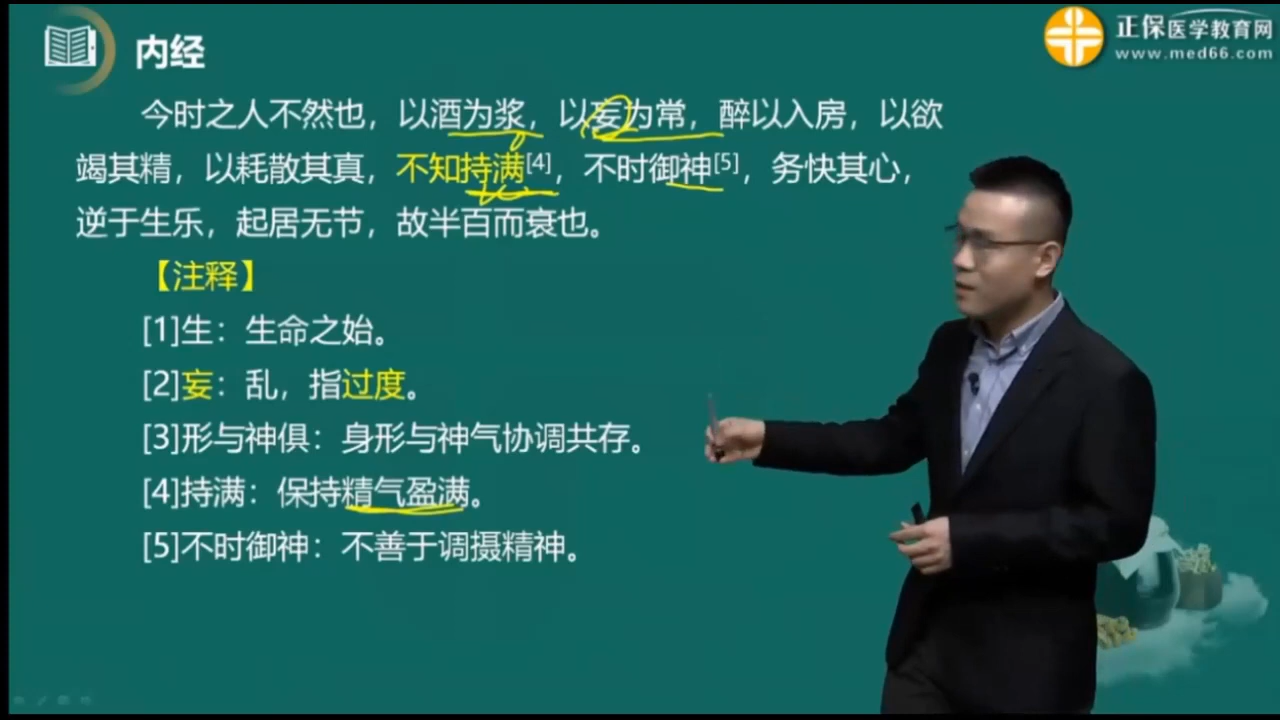 内经
正保医学教育网
www.med66.com
今时之人不然也，以酒为浆，以妄为常，醉以入房，以欲
竭其精，以耗散其真，不知持满[4]，不时御神[5]，务快其心，
逆于生乐，起居无节，故半百而衰也。
【注释】
[1]生：生命之始。
[2]妄：乱，指过度。
[3]形与神俱：身形与神气协调共存。
[4]持满：保持精气盈满。
[5]不时御神：不善于调摄精神。